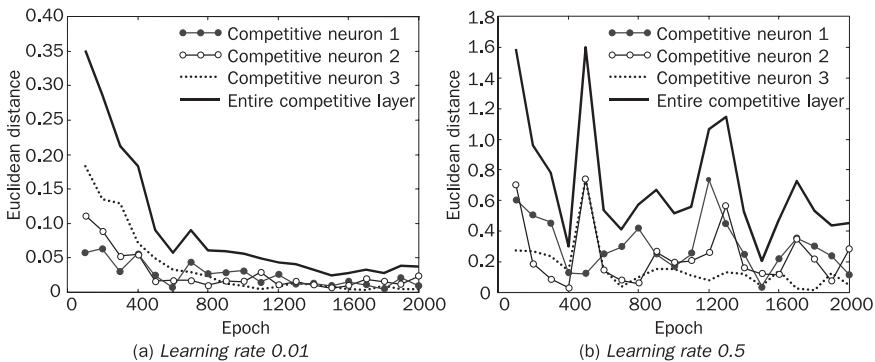 0.40
0.35
0.30
0.25
0.20
0.15
0.10
0.05
0
Euclidean distance
Competitive neuron 1
Competitive neuron 2
Competitive neuron 3
Entire competitive layer
0 400 800 1200 1600 2000
Epoch
(a) Learning rate 0.01
1.8
1.6
1.4
1.2
1.0
0.8
0.6
0.4
0.2
0
Euclidean distance
Competitive neuron 1
Competitive neuron 2
Competitive neuron 3
Entire competitive layer
0 400 800 1200 1600 2000
Epoch
(b) Learning rate 0.5